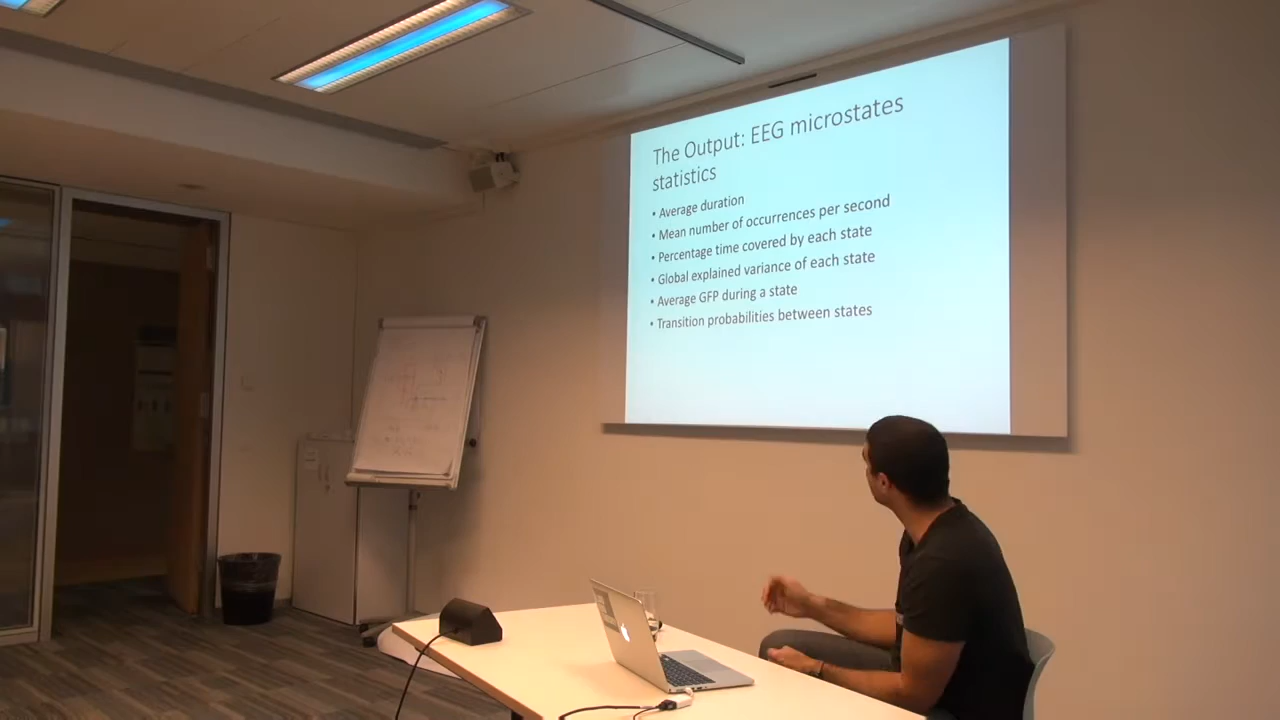 The Output: EEG microstates
statistics
• Average duration
• Mean number of occurrences per second
• Percentage time covered by each state
• Global explained variance of each state
• Average GFP during a state
• Transition probabilities between states